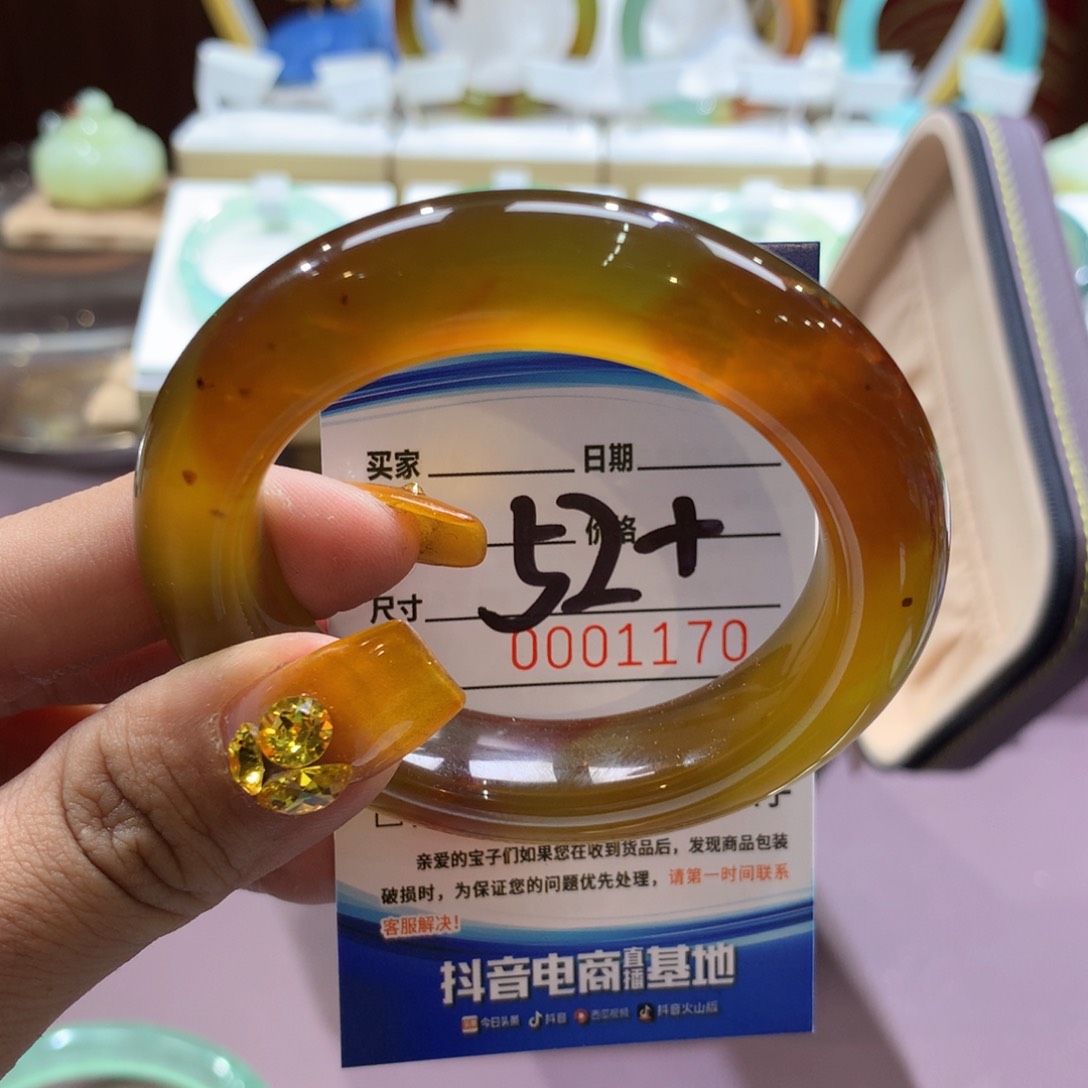 买家 日期
52+ 价格
尺寸
0001170
亲爱的宝子们如果您在收到货品后，发现商品包装
破损时，为保证您的问题优先处理，请第一时间联系
客服解决！
抖音电商直播基地
今日头条 抖音 西瓜视频 抖音火山版